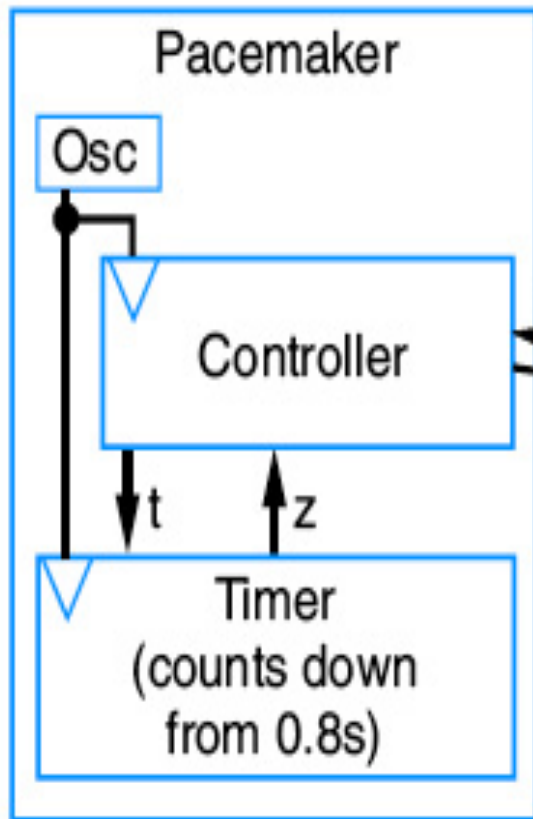 Pacemaker
Osc
Controller
t
z
Timer
(counts down
from 0.8s)